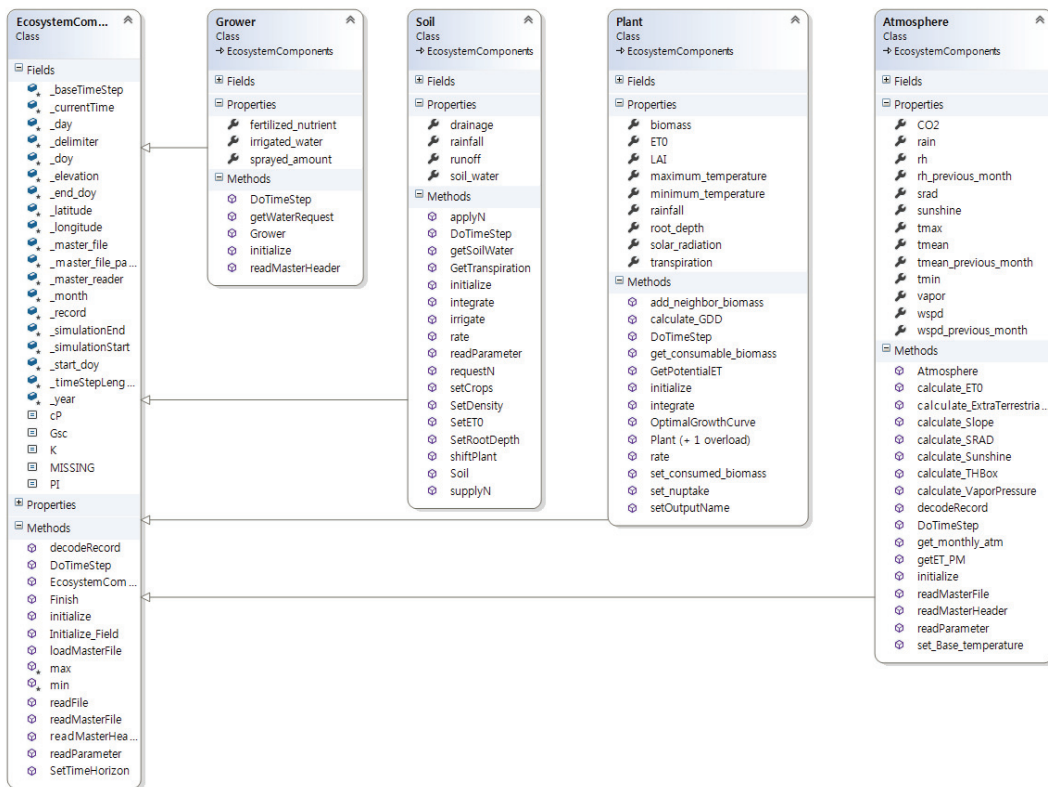 EcosystemCom...
Class
Fields
_baseTimeStep
_currentTime
_day
_delimiter
_doy
_elevation
_end_doy
_latitude
_longitude
_master_file
_master_file_pa...
_master_reader
_month
_record
_simulationEnd
_simulationStart
_start_doy
_timeStepLeng...
_year
cP
Gsc
K
MISSING
PI
Properties
Methods
decodeRecord
DoTimeStep
EcosystemCom...
Finish
initialize
Initialize_Field
loadMasterFile
max
min
readFile
readMasterFile
readMasterHea...
readParameter
SetTimeHorizon
Grower
Class
EcosystemComponents
Fields
Properties
fertilized_nutrient
irrigated_water
sprayed_amount
Methods
DoTimeStep
getWaterRequest
Grower
initialize
readMasterHeader
Soil
Class
EcosystemComponents
Fields
Properties
drainage
rainfall
runoff
soil_water
Methods
applyN
DoTimeStep
getSoilWater
GetTranspiration
initialize
integrate
irrigate
rate
readParameter
requestN
setCrops
SetDensity
SetET0
SetRootDepth
shiftPlant
Soil
supplyN
Plant
Class
EcosystemComponents
Fields
Properties
biomass
ET0
LAI
maximum_temperature
minimum_temperature
rainfall
root_depth
solar_radiation
transpiration
Methods
add_neighbor_biomass
calculate_GDD
DoTimeStep
get_consumable_biomass
GetPotentialET
initialize
integrate
OptimalGrowthCurve
Plant (+ 1 overload)
rate
set_consumed_biomass
set_nuptake
setOutputName
Atmosphere
Class
EcosystemComponents
Fields
Properties
CO2
rain
rh
rh_previous_month
srad
sunshine
tmax
tmean
tmean_previous_month
tmin
vapor
wspd
wspd_previous_month
Methods
Atmosphere
calculate_ET0
calculate_ExtraTerrestria...
calculate_Slope
calculate_SRAD
calculate_Sunshine
calculate_THBox
calculate_VaporPressure
decodeRecord
DoTimeStep
get_monthly_atm
getET_PM
initialize
readMasterFile
readMasterHeader
readParameter
set_Base_temperature